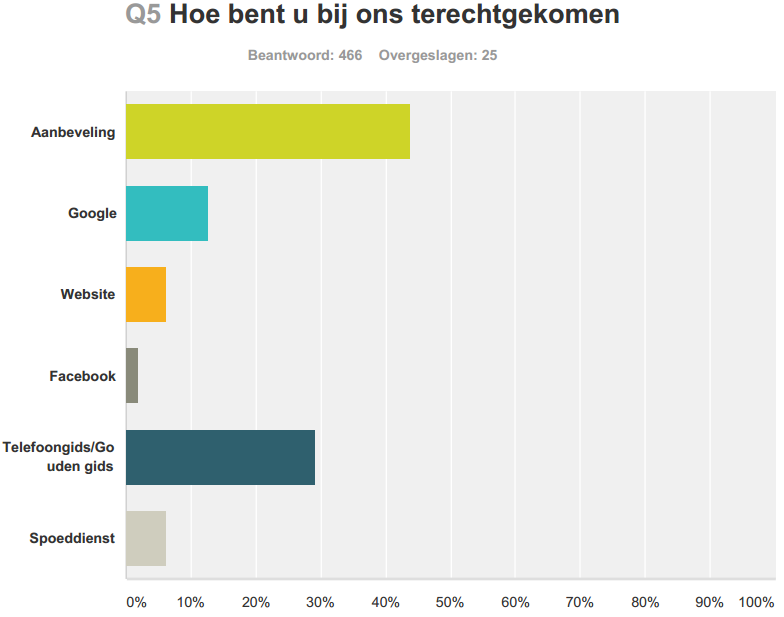 Q5 Hoe bent u bij ons terechtgekomen
Beantwoord: 466 Overgeslagen: 25
Aanbeveling
Google
Website
Facebook
Telefoongids/Go
uden gids
Spoeddienst
0% 10% 20% 30% 40% 50% 60% 70% 80% 90% 100%